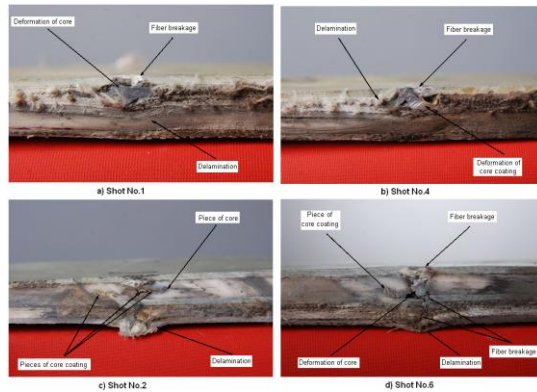 Deformation of core
Fiber breakage
Delamination
a) Shot No.1
Delamination
Fiber breakage
Deformation of
core coating
b) Shot No.4
Piece of core
Pieces of core coating
Delamination
c) Shot No.2
Piece of
core coating
Fiber breakage
Fiber breakage
Deformation of core
Delamination
d) Shot No.6